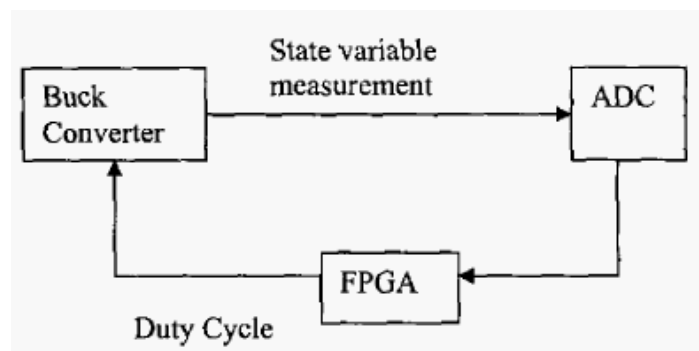 State variable
measurement
Buck
Converter
ADC
FPGA
Duty Cycle